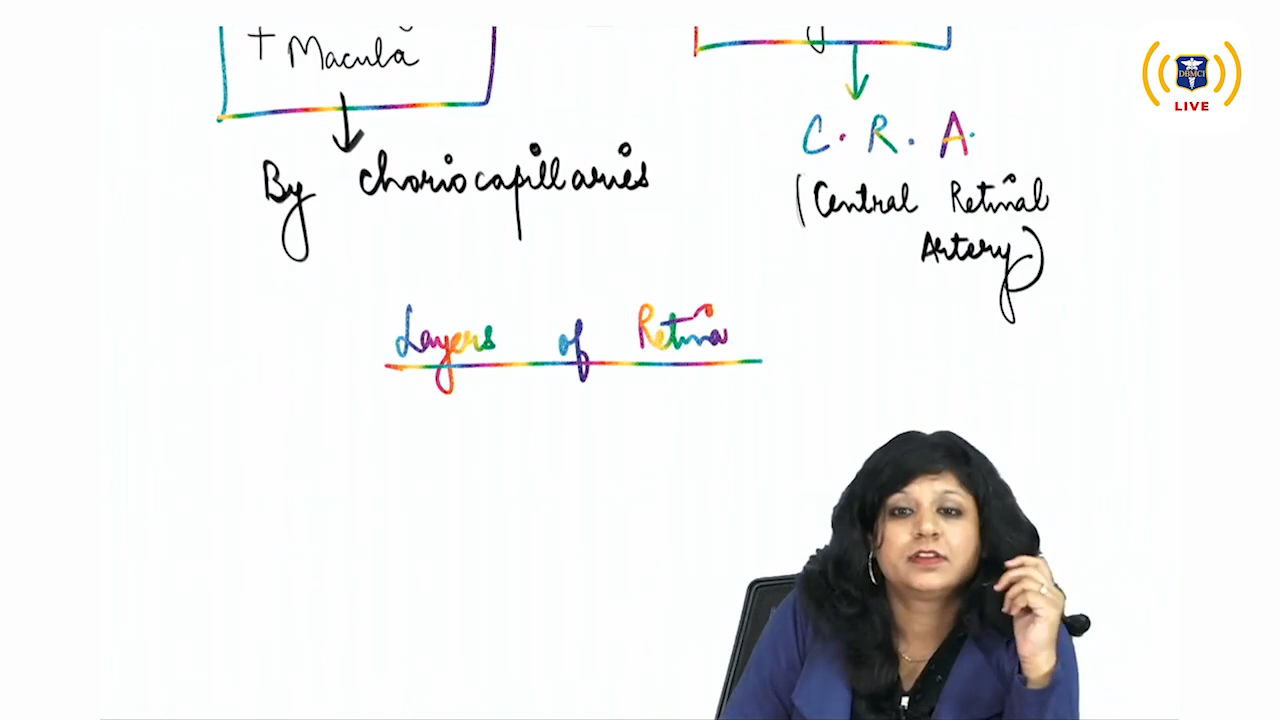 + Macula
By choriocapillaries
C. R. A.
(Central Retinal
Artery)
Layers of Retina
DBMCI
LIVE